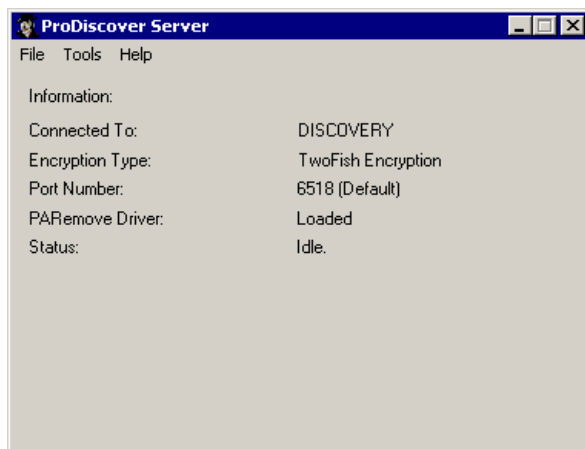 ProDiscover Server
File Tools Help
Information:
Connected To: DISCOVERY
Encryption Type: TwoFish Encryption
Port Number: 6518 (Default)
PARemove Driver: Loaded
Status: Idle.